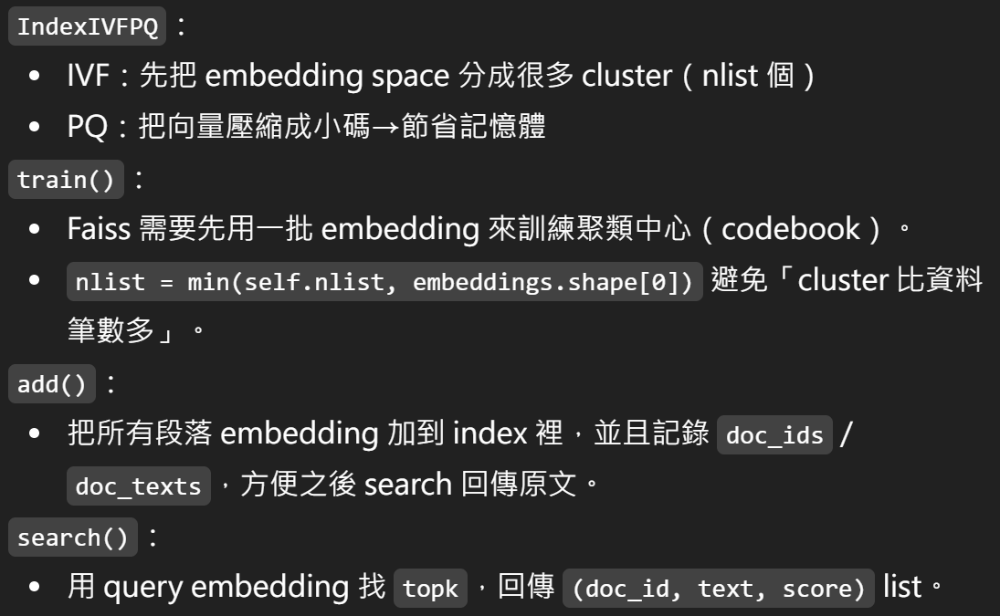 IndexIVFPQ：
• IVF：先把 embedding space 分成很多 cluster（nlist 個）
• PQ：把向量壓縮成小碼→節省記憶體
train()：
• Faiss 需要先用一批 embedding 來訓練聚類中心（codebook）。
• nlist = min(self.nlist, embeddings.shape[0]) 避免「cluster 比資料
筆數多」。
add()：
• 把所有段落 embedding 加到 index 裡，並且記錄 doc_ids /
doc_texts，方便之後 search 回傳原文。
search()：
• 用 query embedding 找 topk，回傳 (doc_id, text, score) list。